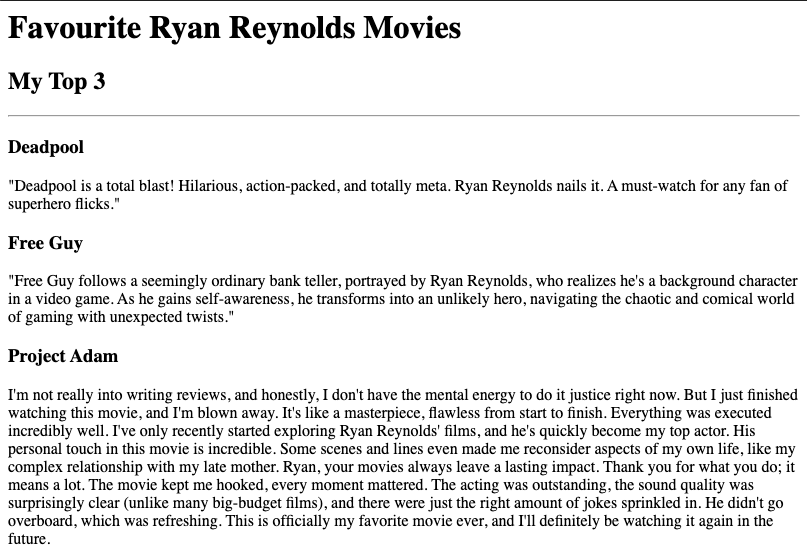 Favourite Ryan Reynolds Movies
My Top 3
Deadpool
"Deadpool is a total blast! Hilarious, action-packed, and totally meta. Ryan Reynolds nails it. A must-watch for any fan of
superhero flicks."
Free Guy
"Free Guy follows a seemingly ordinary bank teller, portrayed by Ryan Reynolds, who realizes he's a background character
in a video game. As he gains self-awareness, he transforms into an unlikely hero, navigating the chaotic and comical world
of gaming with unexpected twists."
Project Adam
I'm not really into writing reviews, and honestly, I don't have the mental energy to do it justice right now. But I just finished
watching this movie, and I'm blown away. It's like a masterpiece, flawless from start to finish. Everything was executed
incredibly well. I've only recently started exploring Ryan Reynolds' films, and he's quickly become my top actor. His
personal touch in this movie is incredible. Some scenes and lines even made me reconsider aspects of my own life, like my
complex relationship with my late mother. Ryan, your movies always leave a lasting impact. Thank you for what you do; it
means a lot. The movie kept me hooked, every moment mattered. The acting was outstanding, the sound quality was
surprisingly clear (unlike many big-budget films), and there were just the right amount of jokes sprinkled in. He didn't go
overboard, which was refreshing. This is officially my favorite movie ever, and I'll definitely be watching it again in the
future.